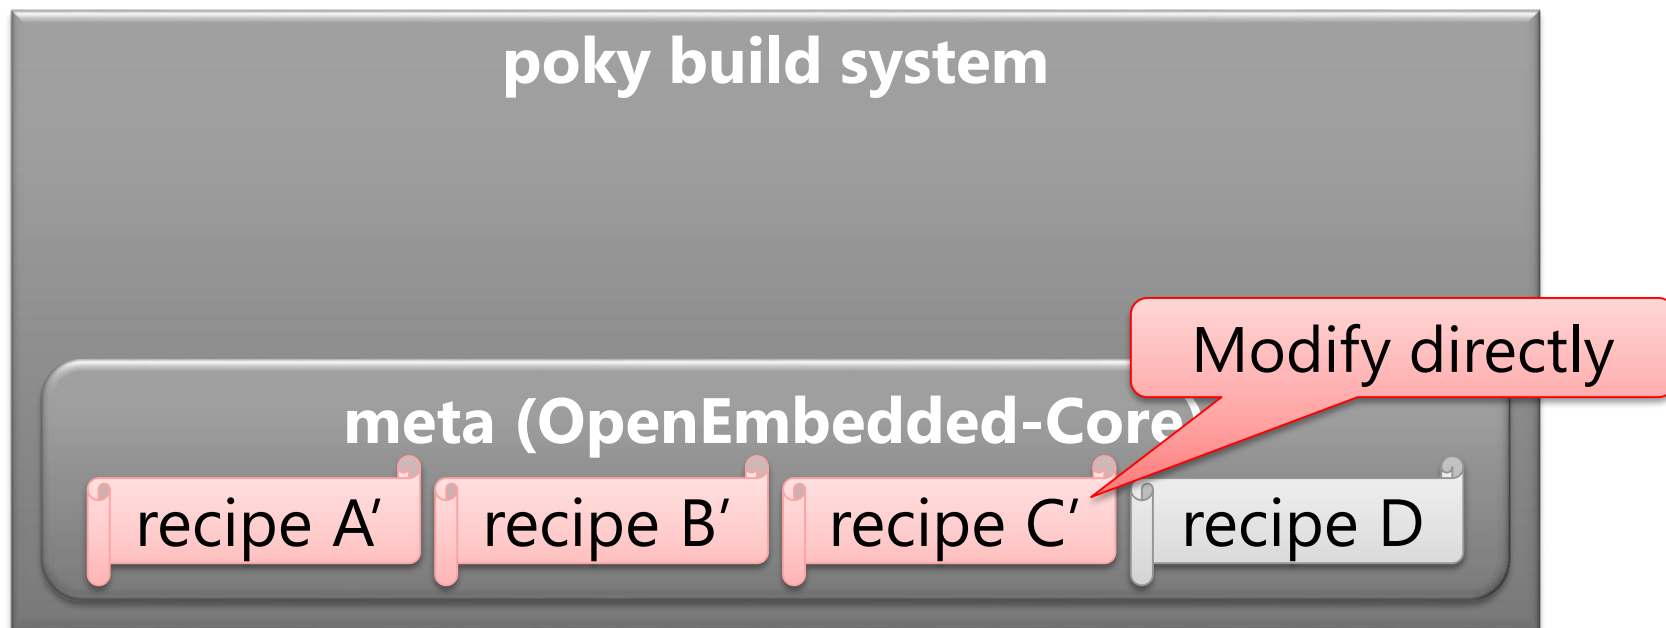 poky build system
Modify directly
meta (OpenEmbedded-Core)
recipe A′
recipe B′
recipe C′
recipe D